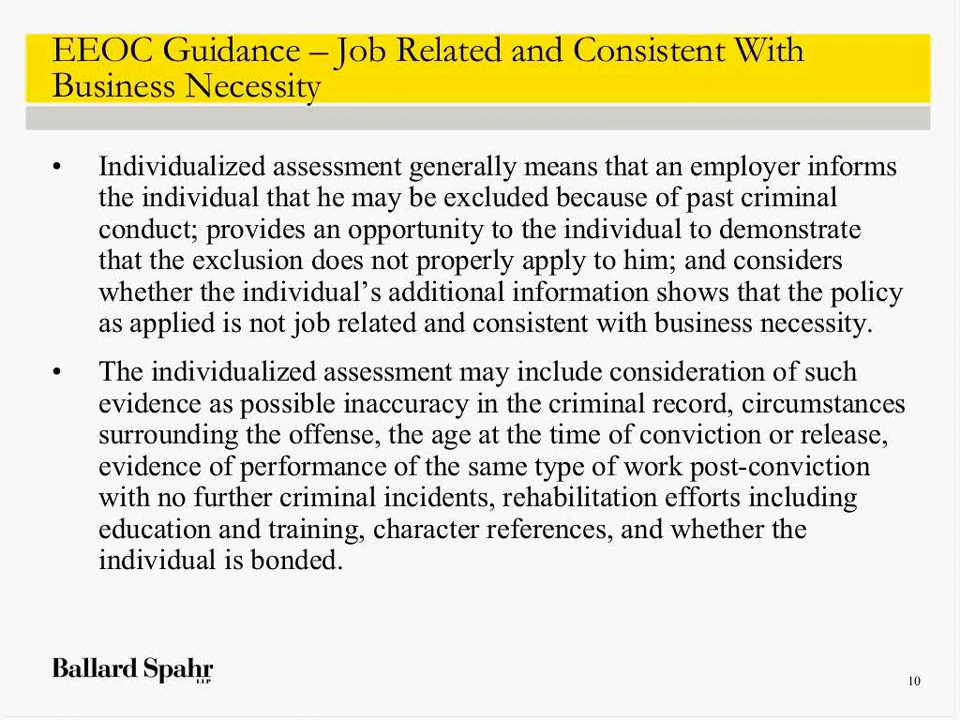 EEOC Guidance – Job Related and Consistent With
Business Necessity
• Individualized assessment generally means that an employer informs
the individual that he may be excluded because of past criminal
conduct; provides an opportunity to the individual to demonstrate
that the exclusion does not properly apply to him; and considers
whether the individual’s additional information shows that the policy
as applied is not job related and consistent with business necessity.
• The individualized assessment may include consideration of such
evidence as possible inaccuracy in the criminal record, circumstances
surrounding the offense, the age at the time of conviction or release,
evidence of performance of the same type of work post-conviction
with no further criminal incidents, rehabilitation efforts including
education and training, character references, and whether the
individual is bonded.
Ballard Spahr
LLP
10